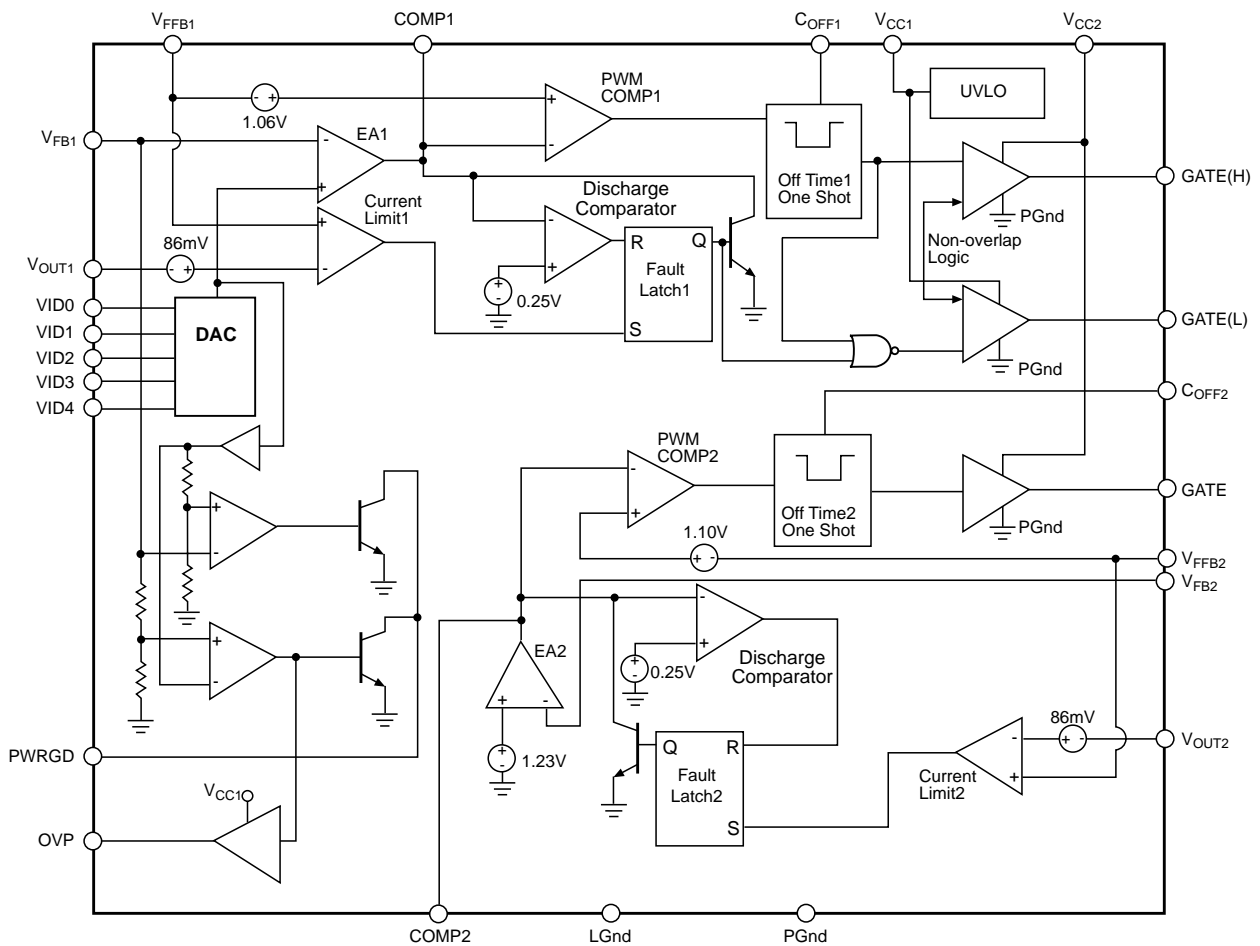 VFFB1
COMP1
COFF1
VCC1
VCC2
PWM
COMP1
- +
1.06V
+
-
UVLO
VFB1
EA1
-
+
Off Time1
One Shot
GATE(H)
PGnd
Current
Limit1
+
-
Discharge
Comparator
-
+
R
Q
Fault
Latch1
S
Non-overlap
Logic
86mV
- +
VOUT1
+
-
0.25V
VID0
VID1
VID2
VID3
VID4
DAC
GATE(L)
PGnd
COFF2
PWM
COMP2
-
+
Off Time2
One Shot
GATE
PGnd
1.10V
+ -
VFFB2
VFB2
+
-
+
-
EA2
+
-
+
-
1.23V
-
+
+
-
0.25V
Discharge
Comparator
86mV
+ -
VOUT2
-
+
Current
Limit2
Q
R
Fault
Latch2
S
PWRGD
VCC1
OVP
COMP2
LGnd
PGnd